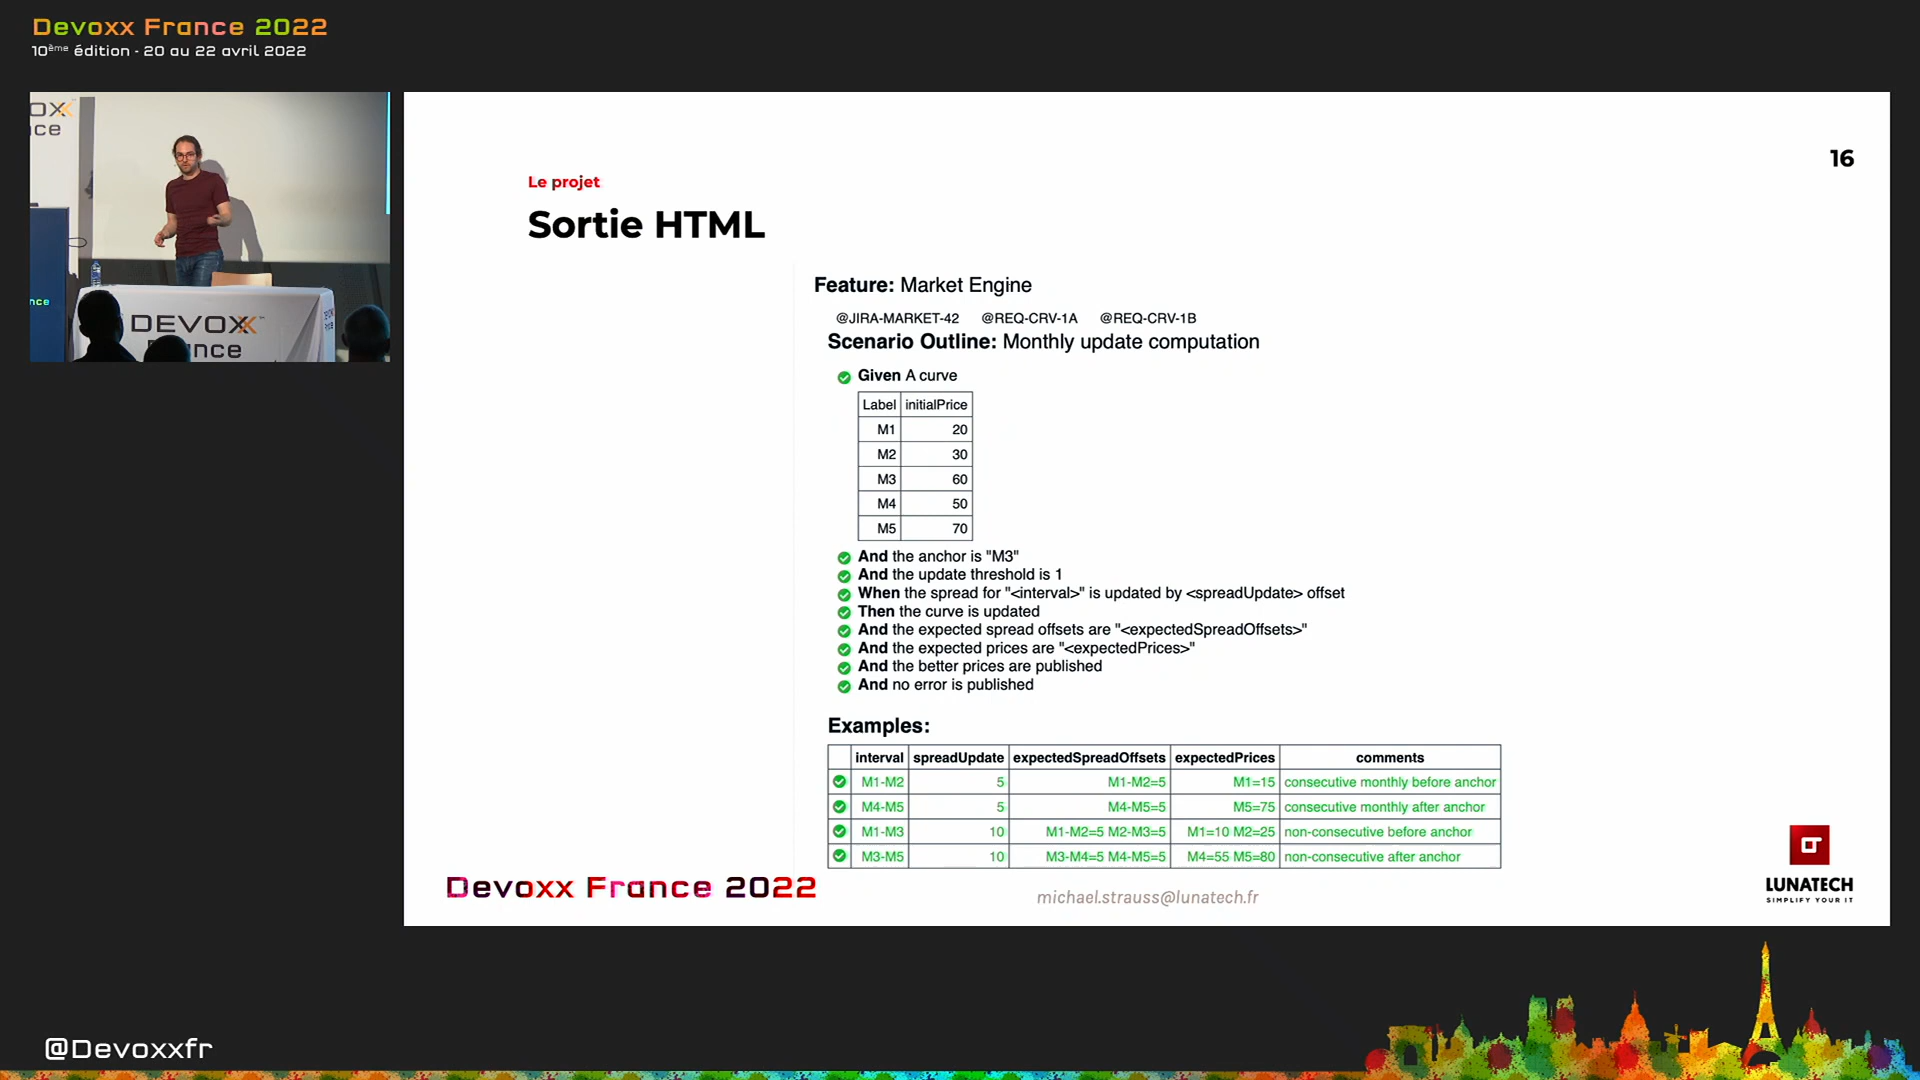 Devoxx France 2022
10ème édition - 20 au 22 avril 2022
OXX
ice
nce
DEVOXX
France
16
Le projet
Sortie HTML
Feature: Market Engine
@JIRA-MARKET-42 @REQ-CRV-1A @REQ-CRV-1B
Scenario Outline: Monthly update computation
Given A curve
Label initialPrice
M1 20
M2 30
M3 60
M4 50
M5 70
And the anchor is "M3"
And the update threshold is 1
When the spread for "<interval>" is updated by <spreadUpdate> offset
Then the curve is updated
And the expected spread offsets are "<expectedSpreadOffsets>"
And the expected prices are "<expectedPrices>"
And the better prices are published
And no error is published
Examples:
interval spreadUpdate expectedSpreadOffsets expectedPrices comments
M1-M2 5 M1-M2=5 M1=15 consecutive monthly before anchor
M4-M5 5 M4-M5=5 M5=75 consecutive monthly after anchor
M1-M3 10 M1-M2=5 M2-M3=5 M1=10 M2=25 non-consecutive before anchor
M3-M5 10 M3-M4=5 M4-M5=5 M4=55 M5=80 non-consecutive after anchor
Devoxx France 2022
michael.strauss@lunatech.fr
LUNATECH
SIMPLIFY YOUR IT
@Devoxxfr